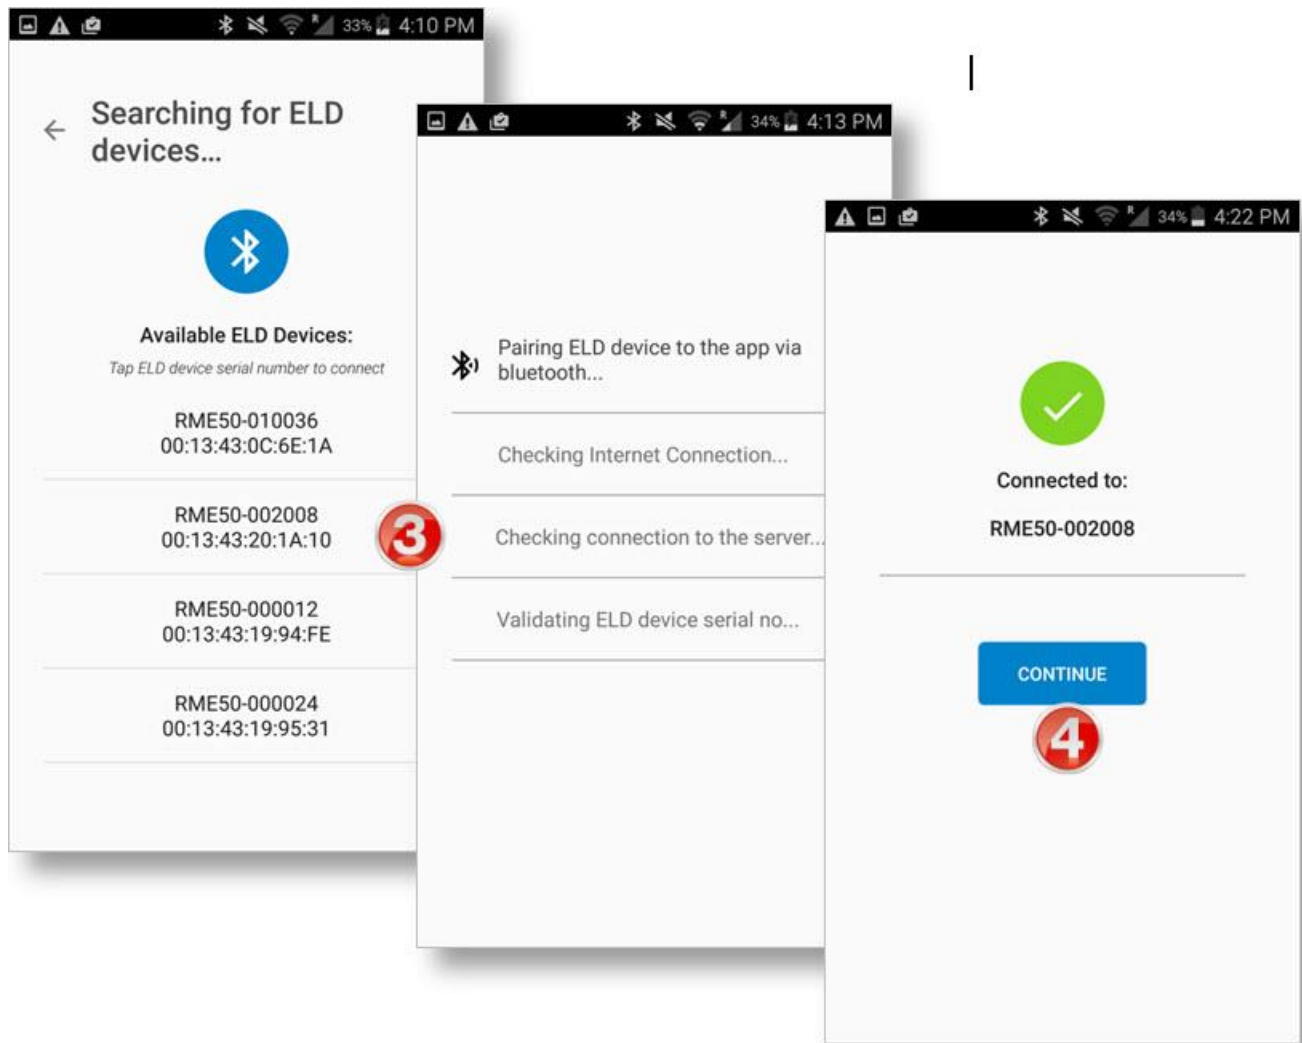 33% 4:10 PM
Searching for ELD
devices...
Available ELD Devices:
Tap ELD device serial number to connect
RME50-010036
00:13:43:0C:6E:1A
RME50-002008
00:13:43:20:1A:10
RME50-000012
00:13:43:19:94:FE
RME50-000024
00:13:43:19:95:31
3
R 34% 4:13 PM
Pairing ELD device to the app via
bluetooth...
Checking Internet Connection...
Checking connection to the server...
Validating ELD device serial no...
R 34% 4:22 PM
Connected to:
RME50-002008
CONTINUE
4